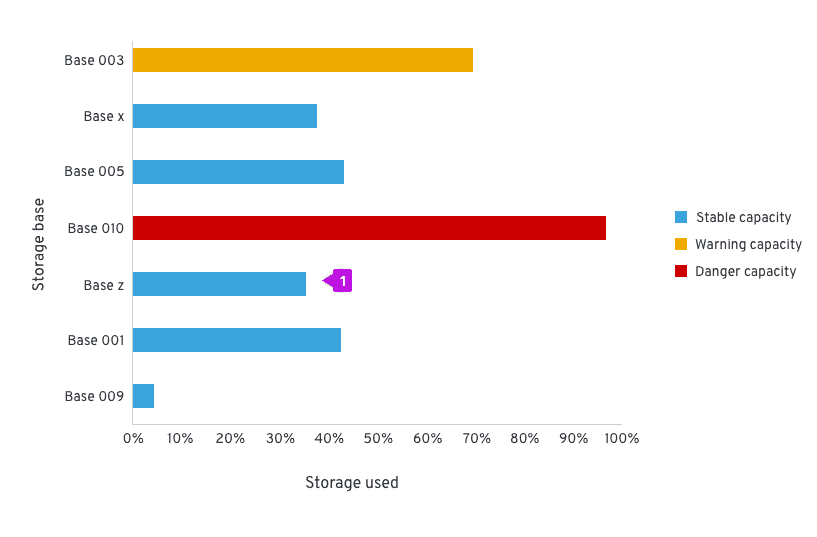 Base 003
Base x
Base 005
Base 010
Base z
1
Base 001
Base 009
Storage base
0% 10% 20% 30% 40% 50% 60% 70% 80% 90% 100%
Storage used
Stable capacity
Warning capacity
Danger capacity